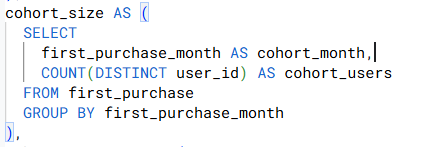 cohort_size AS (
  SELECT
    first_purchase_month AS cohort_month,
    COUNT(DISTINCT user_id) AS cohort_users
  FROM first_purchase
  GROUP BY first_purchase_month
),